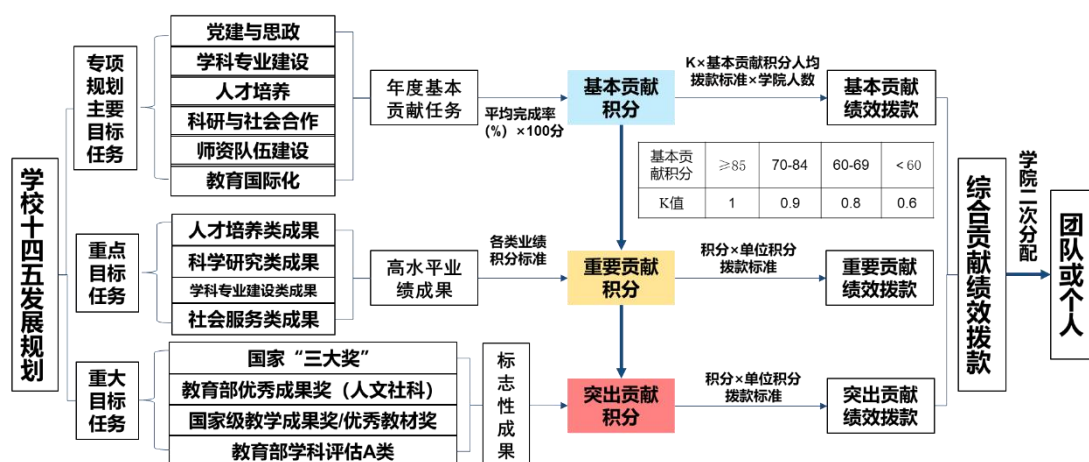 学校十四五发展规划
专项
规划
主要
目标
任务
党建与思政
学科专业建设
人才培养
科研与社会合作
师资队伍建设
教育国际化
年度基本
贡献任务
平均完成率
(%) ×100分
基本贡献
积分
K×基本贡献积分人均
拨款标准×学院人数
基本贡献
绩效拨款
基本贡
献积分
≥85
70-84
60-69
<60
K值
1
0.9
0.8
0.6
重点
目标
任务
人才培养类成果
科学研究类成果
学科专业建设类成果
社会服务类成果
高水平业
绩成果
各类业绩
积分标准
重要贡献
积分
积分×单位积分
拨款标准
重要贡献
绩效拨款
重大
目标
任务
国家“三大奖”
教育部优秀成果奖（人文社科）
国家级教学成果奖/优秀教材奖
教育部学科评估A类
标志性成果
突出贡献
积分
积分×单位积分
拨款标准
突出贡献
绩效拨款
综合贡献绩效拨款
学院二次分配
团队或个人